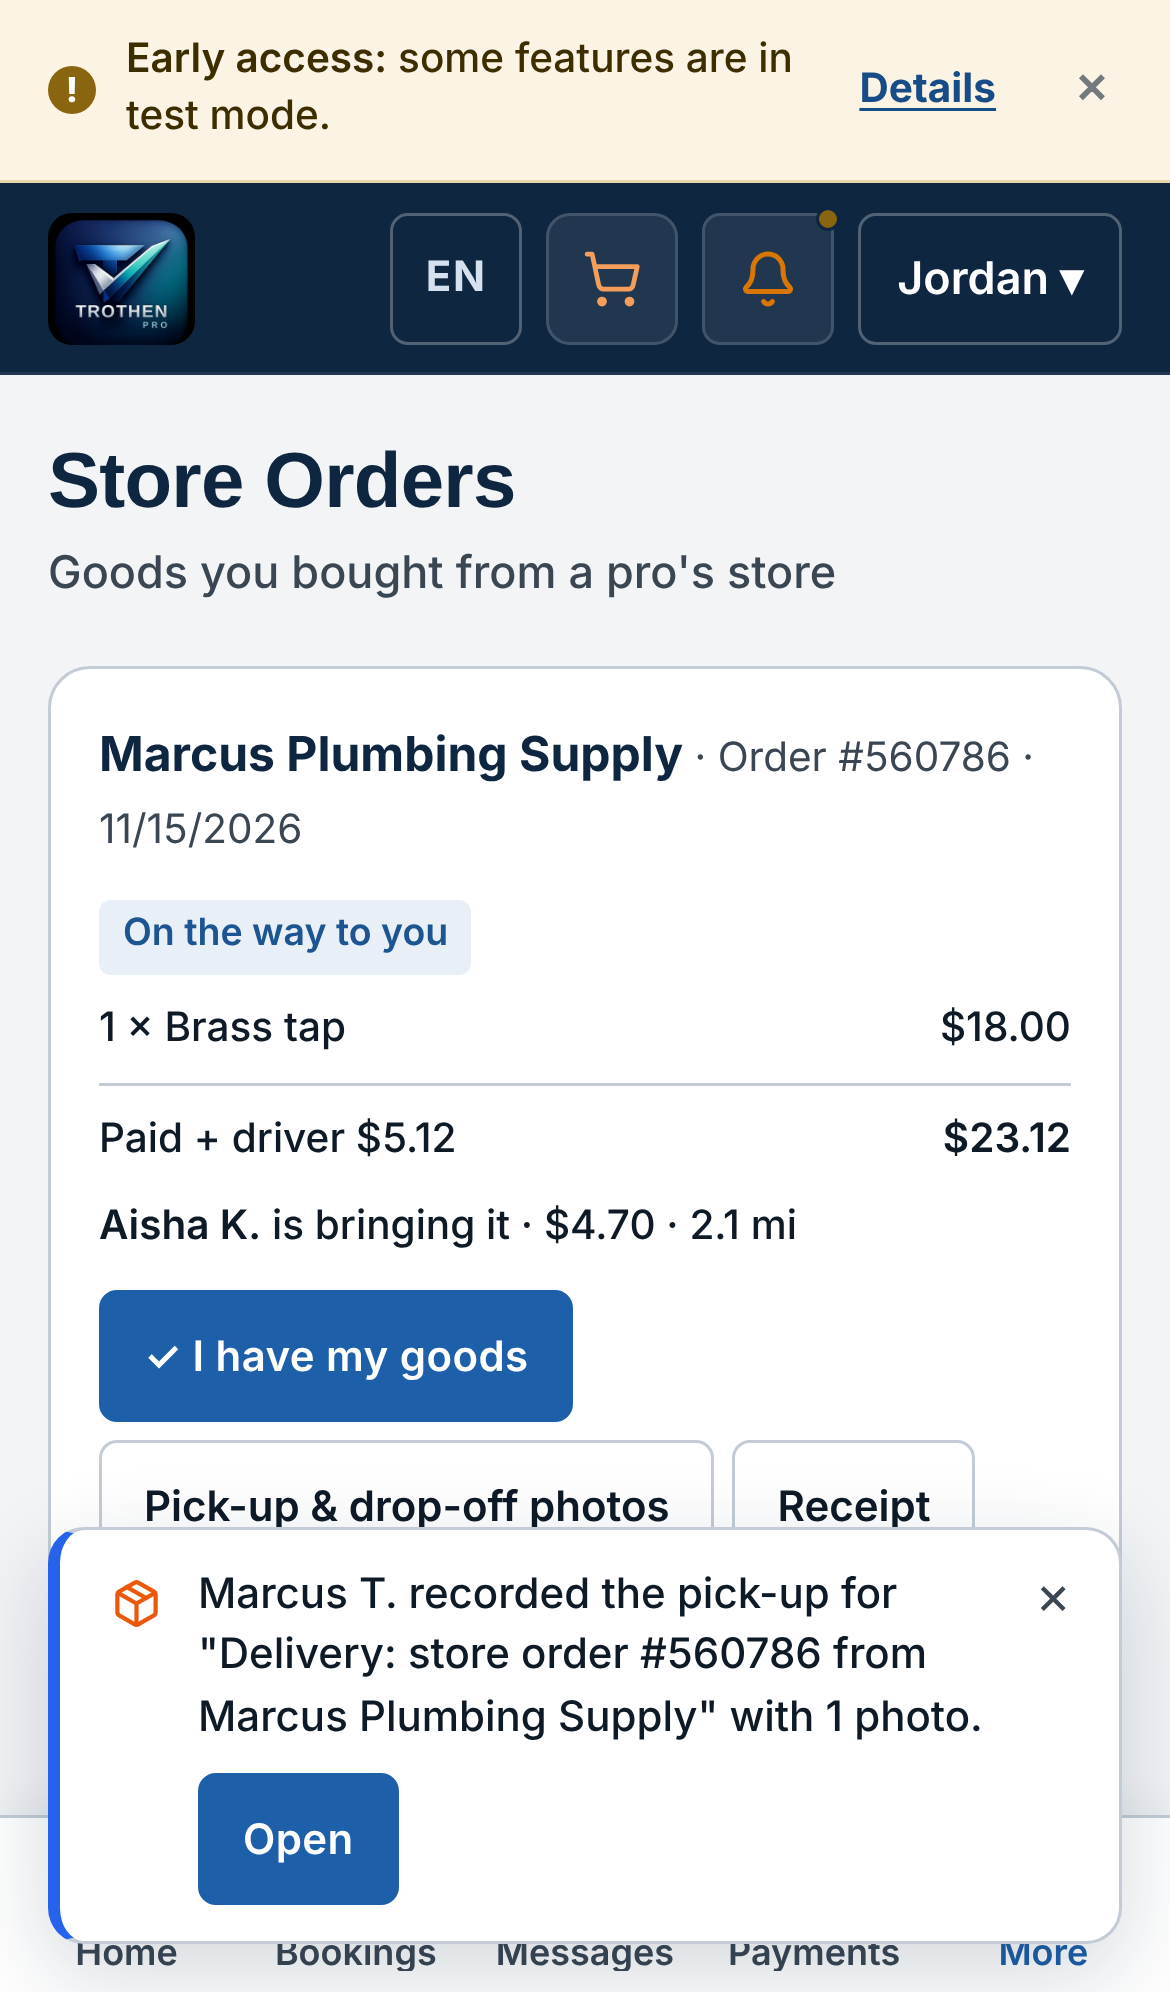 Early access: some features are in
test mode.
Details
×
TROTHEN
PRO
EN
Jordan ▼
Store Orders
Goods you bought from a pro's store
Marcus Plumbing Supply · Order #560786 ·
11/15/2026
On the way to you
1 × Brass tap $18.00
Paid + driver $5.12 $23.12
Aisha K. is bringing it · $4.70 · 2.1 mi
✓ I have my goods
Pick-up & drop-off photos
Receipt
Marcus T. recorded the pick-up for
"Delivery: store order #560786 from
Marcus Plumbing Supply" with 1 photo.
×
Open
Home Bookings Messages Payments More